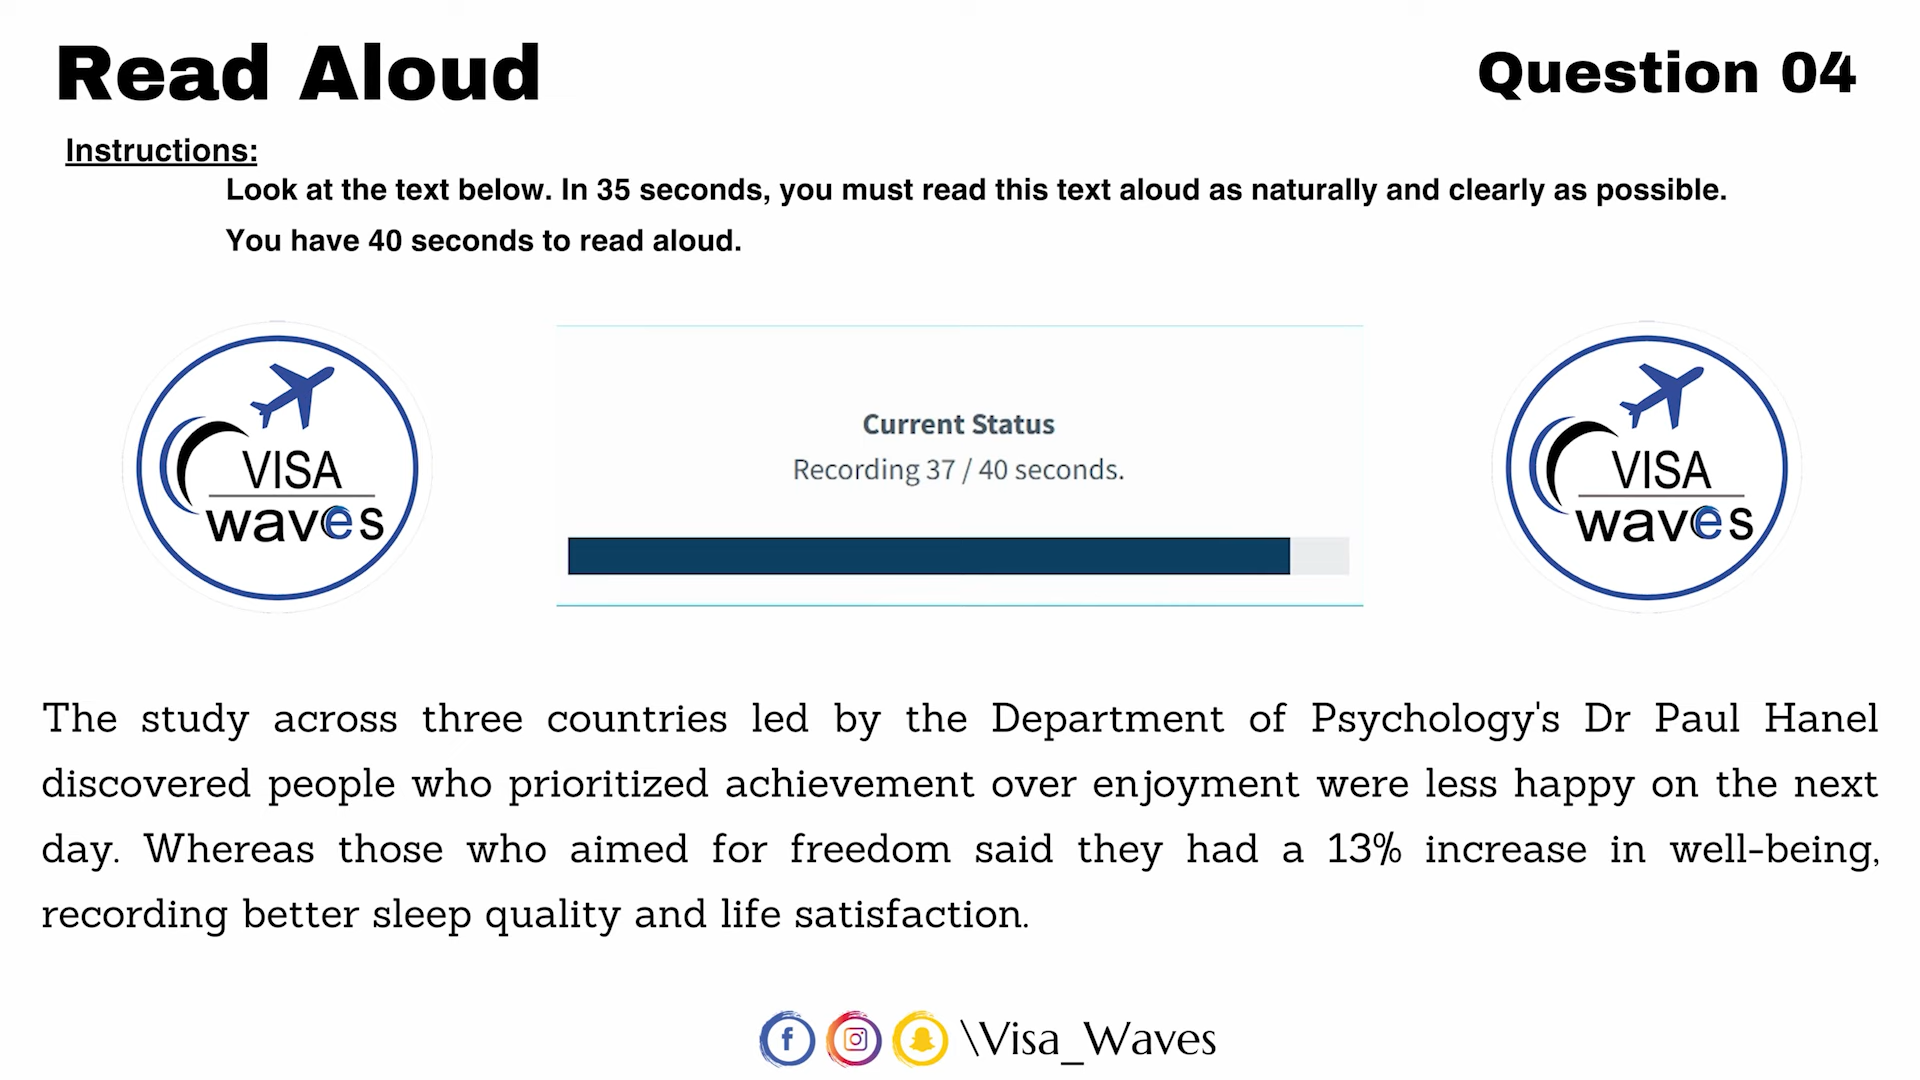 Read Aloud
Question 04
Instructions:
Look at the text below. In 35 seconds, you must read this text aloud as naturally and clearly as possible.
You have 40 seconds to read aloud.
VISA
waves
Current Status
Recording 37 / 40 seconds.
VISA
waves
The study across three countries led by the Department of Psychology's Dr Paul Hanel
discovered people who prioritized achievement over enjoyment were less happy on the next
day. Whereas those who aimed for freedom said they had a 13% increase in well-being,
recording better sleep quality and life satisfaction.
\Visa_Waves